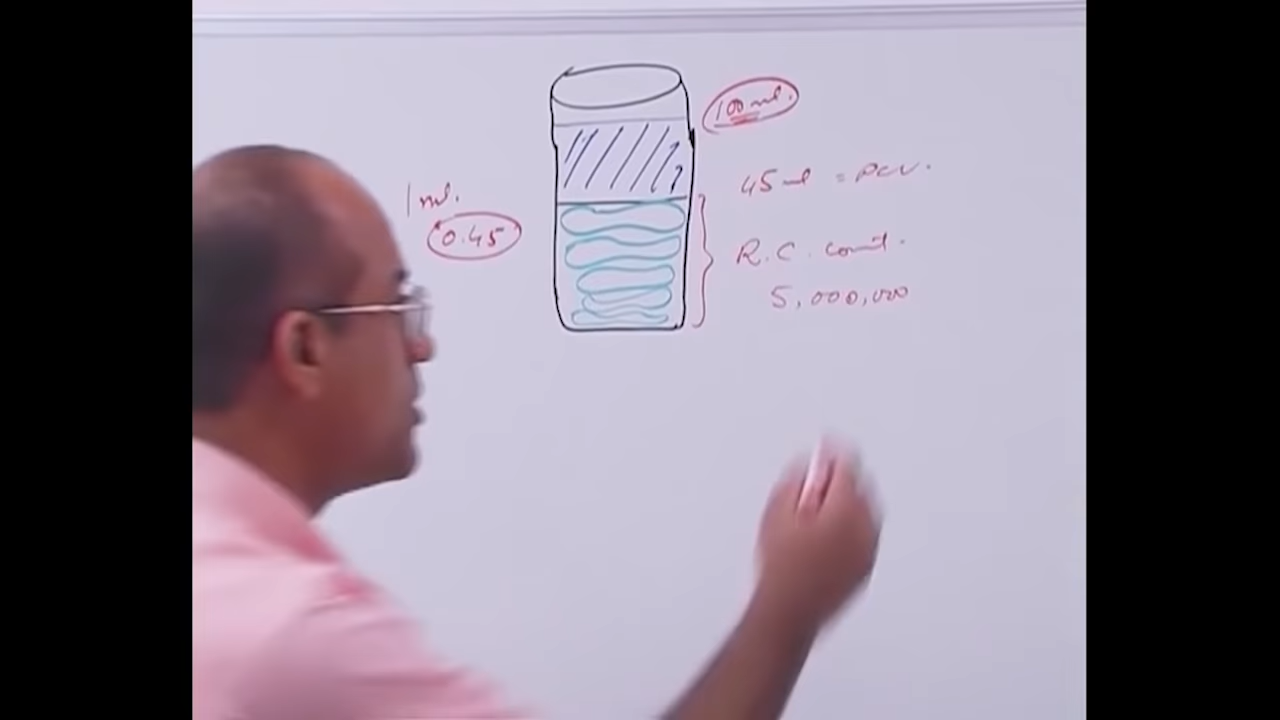 100 ml.
45 ml = PCV.
1 ml.
0.45
R.C. count.
5,000,000